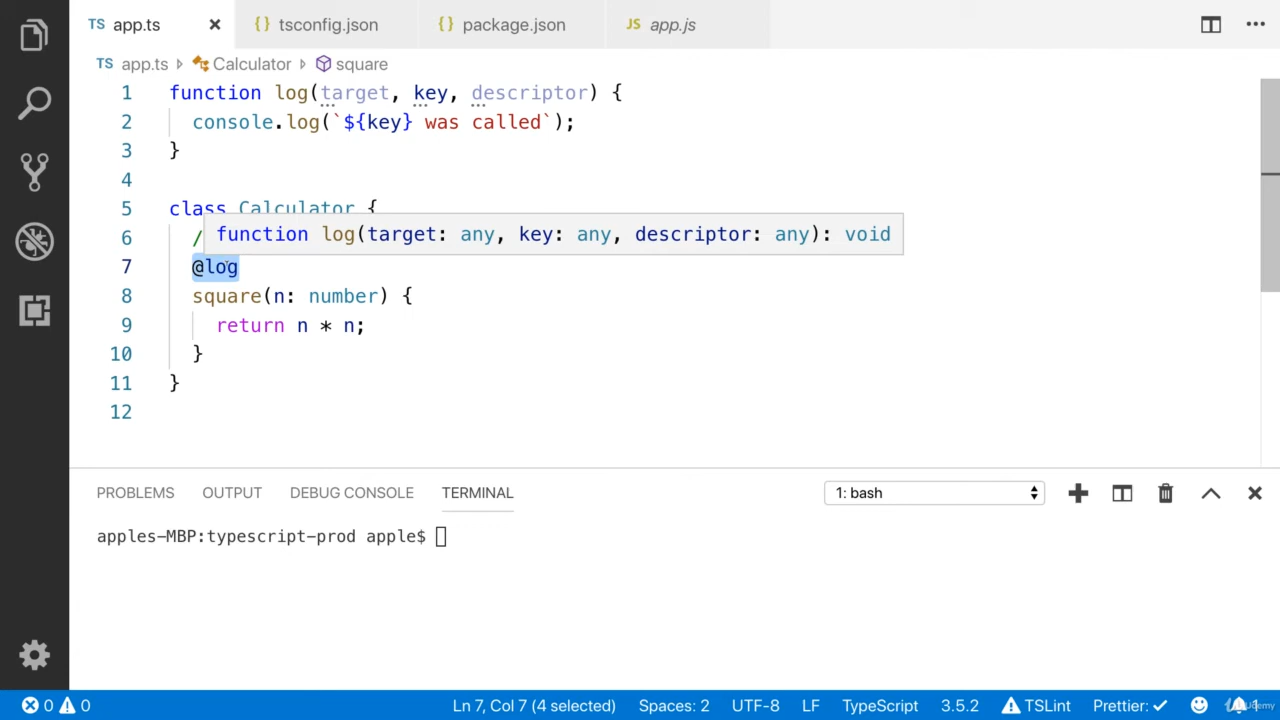 TS app.ts × {} tsconfig.json {} package.json JS app.js
TS app.ts Calculator square
1 function log(target, key, descriptor) {
2 console.log(`${key} was called`);
3 }
4
5 class Calculator {
6 /
function log(target: any, key: any, descriptor: any): void
7 @log
8 square(n: number) {
9 return n * n;
10 }
11 }
12
PROBLEMS OUTPUT DEBUG CONSOLE TERMINAL 1: bash
apples-MBP:typescript-prod apple$
0 0 Ln 7, Col 7 (4 selected) Spaces: 2 UTF-8 LF TypeScript 3.5.2 TSLint Prettier: ✓ 1
Udemy